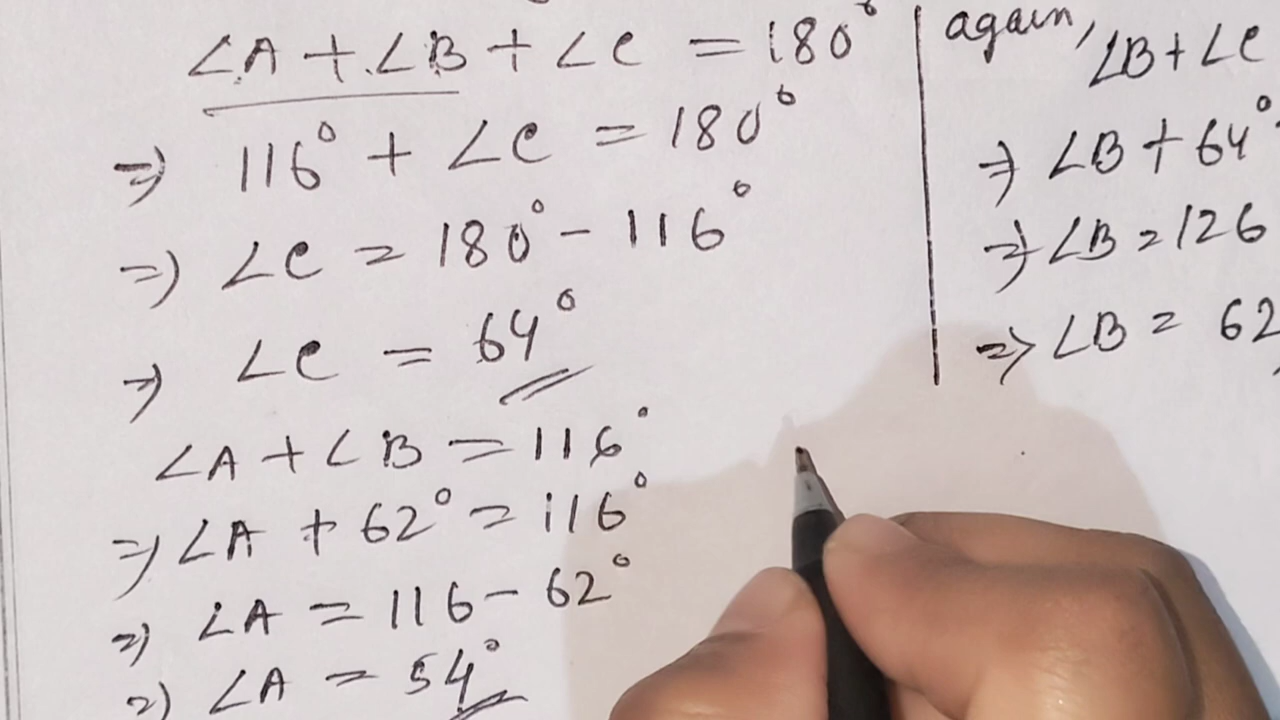 ∠A + ∠B + ∠C = 180°
⇒ 116° + ∠C = 180°
⇒ ∠C = 180° - 116°
⇒ ∠C = 64°
∠A + ∠B = 116°
⇒ ∠A + 62° = 116°
⇒ ∠A = 116 - 62°
⇒ ∠A = 54°
again,
∠B + ∠C
⇒ ∠B + 64°
⇒ ∠B = 126
⇒ ∠B = 62